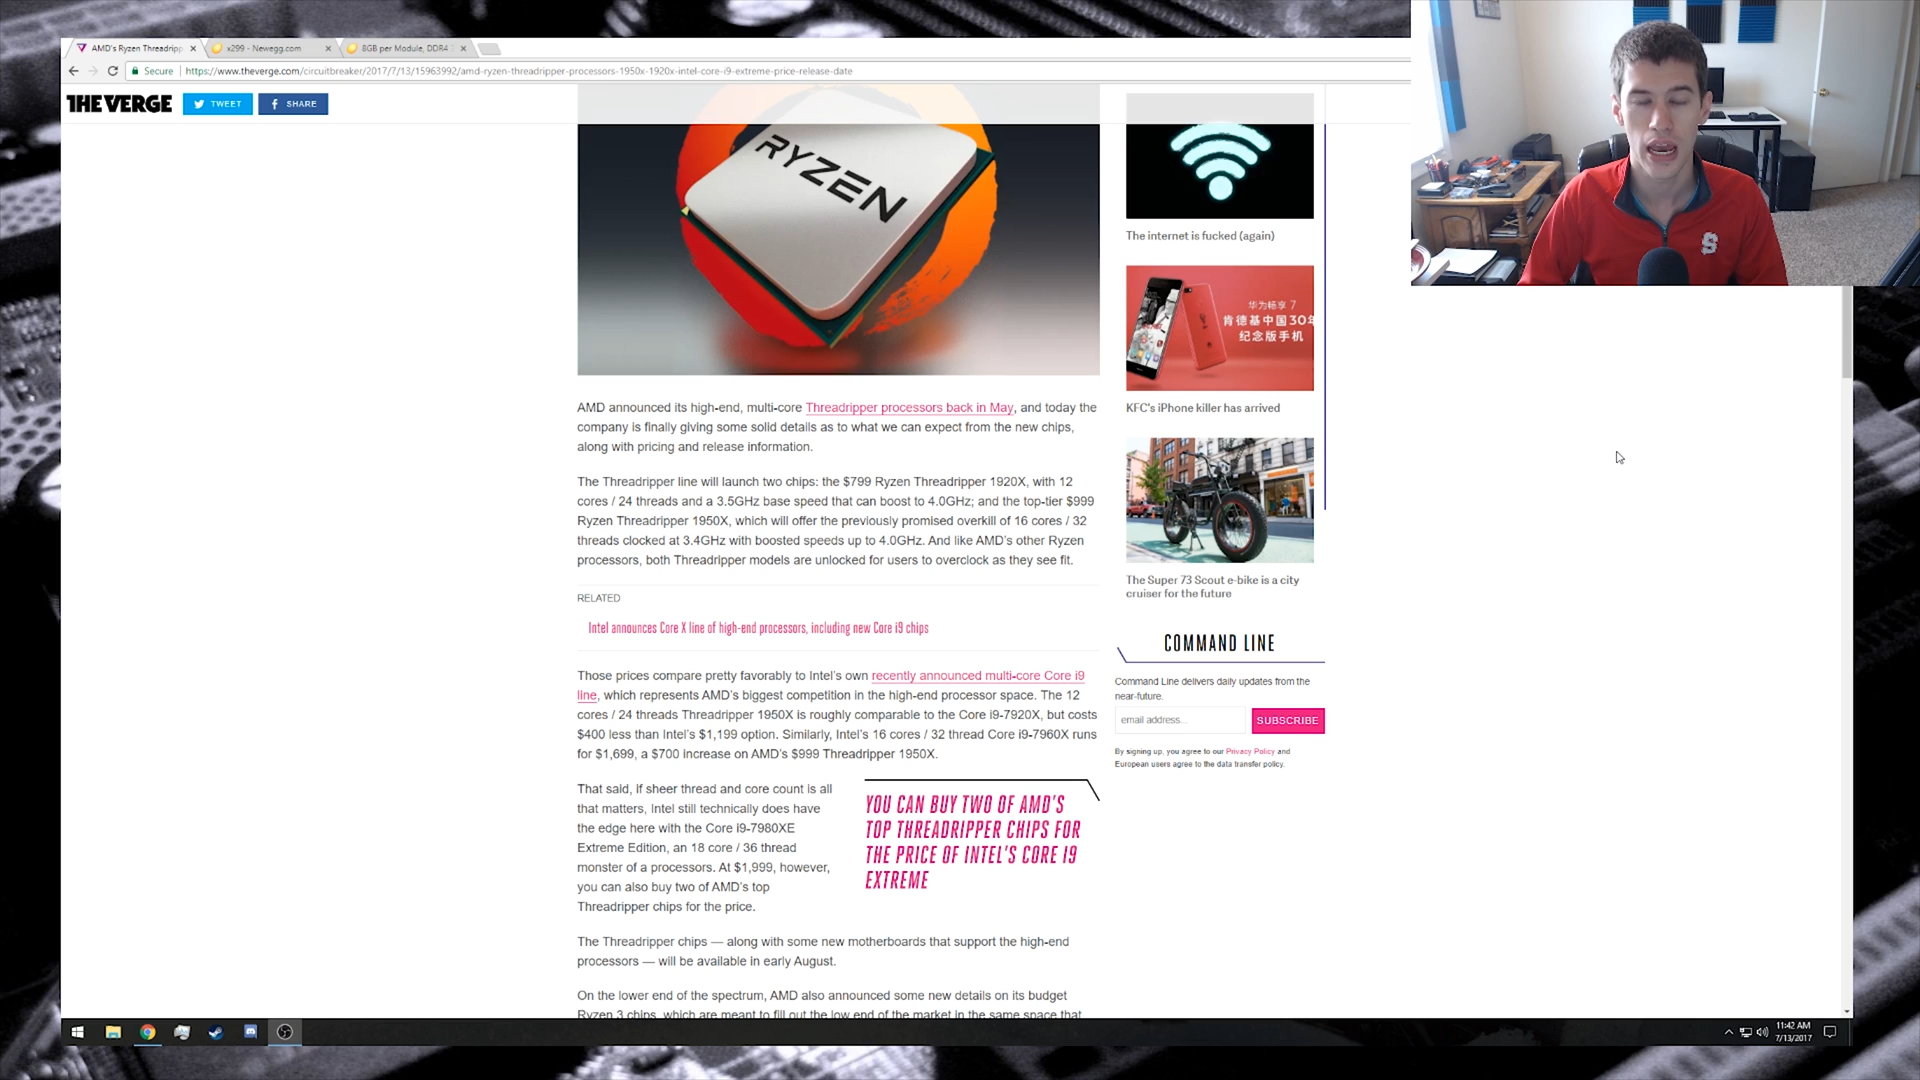 AMD's Ryzen Threadripp
x299 - Newegg.com
8GB per Module, DDR4
Secure
https://www.theverge.com/circuitbreaker/2017/7/13/15963992/amd-ryzen-threadripper-processors-1950x-1920x-intel-core-i9-extreme-price-release-date
THE VERGE
TWEET
SHARE
RYZEN
AMD announced its high-end, multi-core Threadripper processors back in May, and today the
company is finally giving some solid details as to what we can expect from the new chips,
along with pricing and release information.
The Threadripper line will launch two chips: the $799 Ryzen Threadripper 1920X, with 12
cores / 24 threads and a 3.5GHz base speed that can boost to 4.0GHz; and the top-tier $999
Ryzen Threadripper 1950X, which will offer the previously promised overkill of 16 cores / 32
threads clocked at 3.4GHz with boosted speeds up to 4.0GHz. And like AMD's other Ryzen
processors, both Threadripper models are unlocked for users to overclock as they see fit.
RELATED
Intel announces Core X line of high-end processors, including new Core i9 chips
Those prices compare pretty favorably to Intel's own recently announced multi-core Core i9
line, which represents AMD's biggest competition in the high-end processor space. The 12
cores / 24 threads Threadripper 1950X is roughly comparable to the Core i9-7920X, but costs
$400 less than Intel's $1,199 option. Similarly, Intel's 16 cores / 32 thread Core i9-7960X runs
for $1,699, a $700 increase on AMD's $999 Threadripper 1950X.
That said, if sheer thread and core count is all
that matters, Intel still technically does have
the edge here with the Core i9-7980XE
Extreme Edition, an 18 core / 36 thread
monster of a processors. At $1,999, however,
you can also buy two of AMD's top
Threadripper chips for the price.
YOU CAN BUY TWO OF AMD'S
TOP THREADRIPPER CHIPS FOR
THE PRICE OF INTEL'S CORE I9
EXTREME
The Threadripper chips — along with some new motherboards that support the high-end
processors — will be available in early August.
On the lower end of the spectrum, AMD also announced some new details on its budget
Ryzen 3 chips, which are meant to fill out the low end of the market in the same space that
The internet is fucked (again)
华为畅享 7
肯德基中国30年
纪念版手机
KFC's iPhone killer has arrived
The Super 73 Scout e-bike is a city
cruiser for the future
COMMAND LINE
Command Line delivers daily updates from the
near-future.
email address...
SUBSCRIBE
By signing up, you agree to our Privacy Policy and
European users agree to the data transfer policy.
S
11:42 AM
7/13/2017